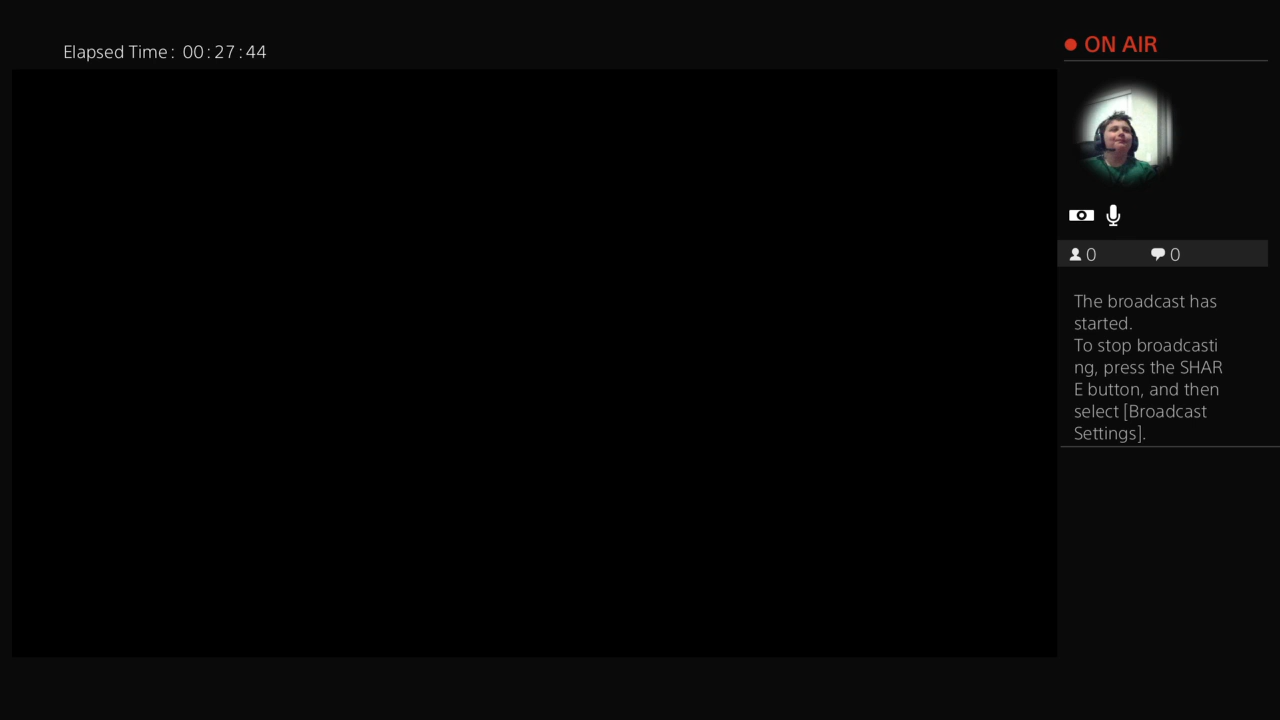 Elapsed Time: 00:27:44
ON AIR
0 0
The broadcast has
started.
To stop broadcasti
ng, press the SHAR
E button, and then
select [Broadcast
Settings].